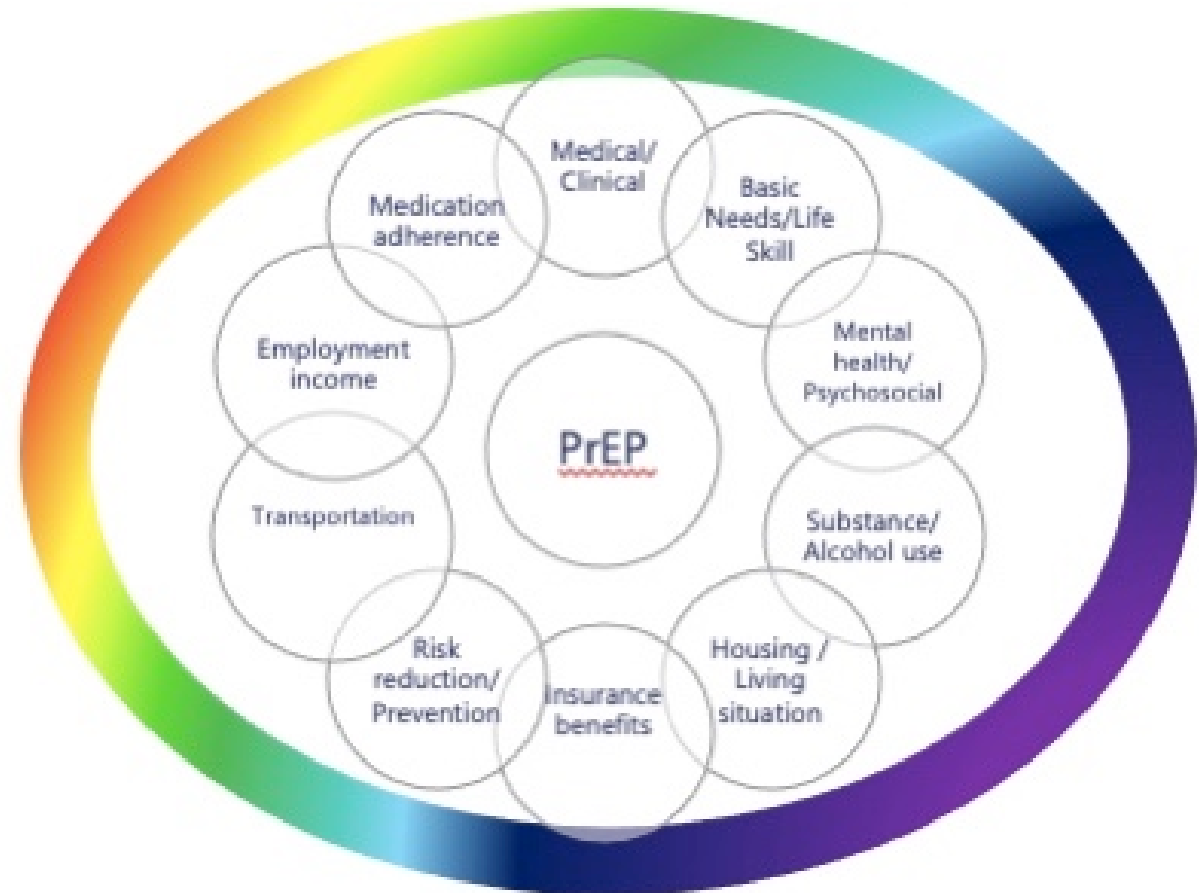 Medical/
Clinical
Basic
Needs/Life
Skill
Mental
health/
Psychosocial
Substance/
Alcohol use
Housing /
Living
situation
Insurance
benefits
Risk
reduction/
Prevention
Transportation
Employment
income
Medication
adherence
PrEP